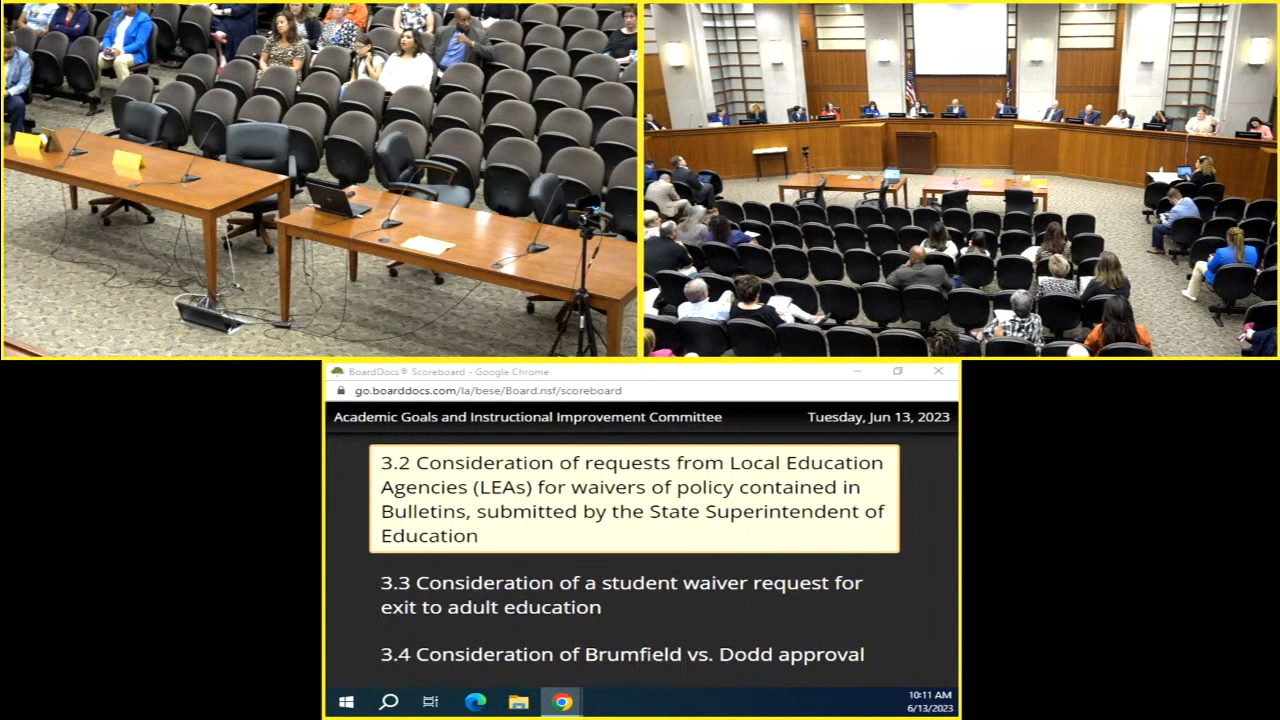 BoardDocs® Scoreboard - Google Chrome
go.boarddocs.com/la/bese/Board.nsf/scoreboard
Academic Goals and Instructional Improvement Committee Tuesday, Jun 13, 2023
3.2 Consideration of requests from Local Education
Agencies (LEAs) for waivers of policy contained in
Bulletins, submitted by the State Superintendent of
Education
3.3 Consideration of a student waiver request for
exit to adult education
3.4 Consideration of Brumfield vs. Dodd approval
10:11 AM
6/13/2023